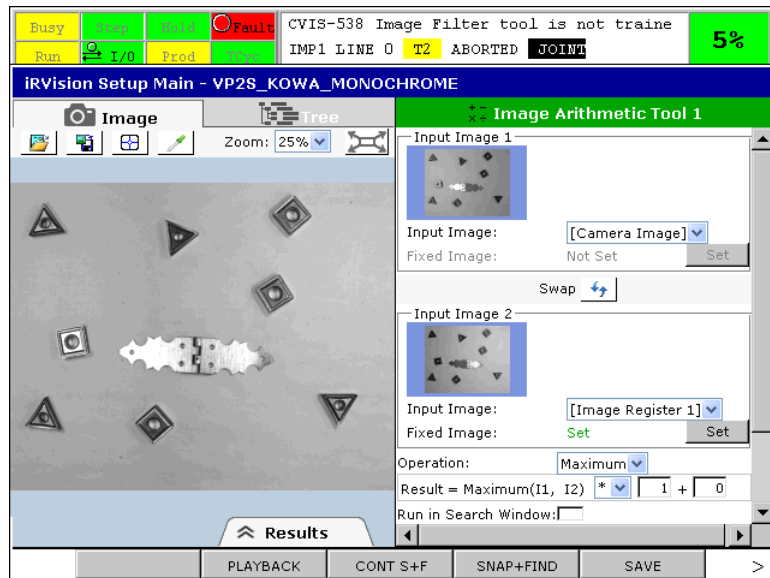 Busy Step Hold Fault CVIS-538 Image Filter tool is not traine
Run I/O Prod TCyc IMP1 LINE 0 T2 ABORTED JOINT 5%
iRVision Setup Main - VP2S_KOWA_MONOCHROME
Image Tree
Zoom: 25%
Results
Image Arithmetic Tool 1
Input Image 1
Input Image: [Camera Image]
Fixed Image: Not Set Set
Swap
Input Image 2
Input Image: [Image Register 1]
Fixed Image: Set Set
Operation: Maximum
Result = Maximum(I1, I2) * 1 + 0
Run in Search Window:
PLAYBACK CONT S+F SNAP+FIND SAVE >